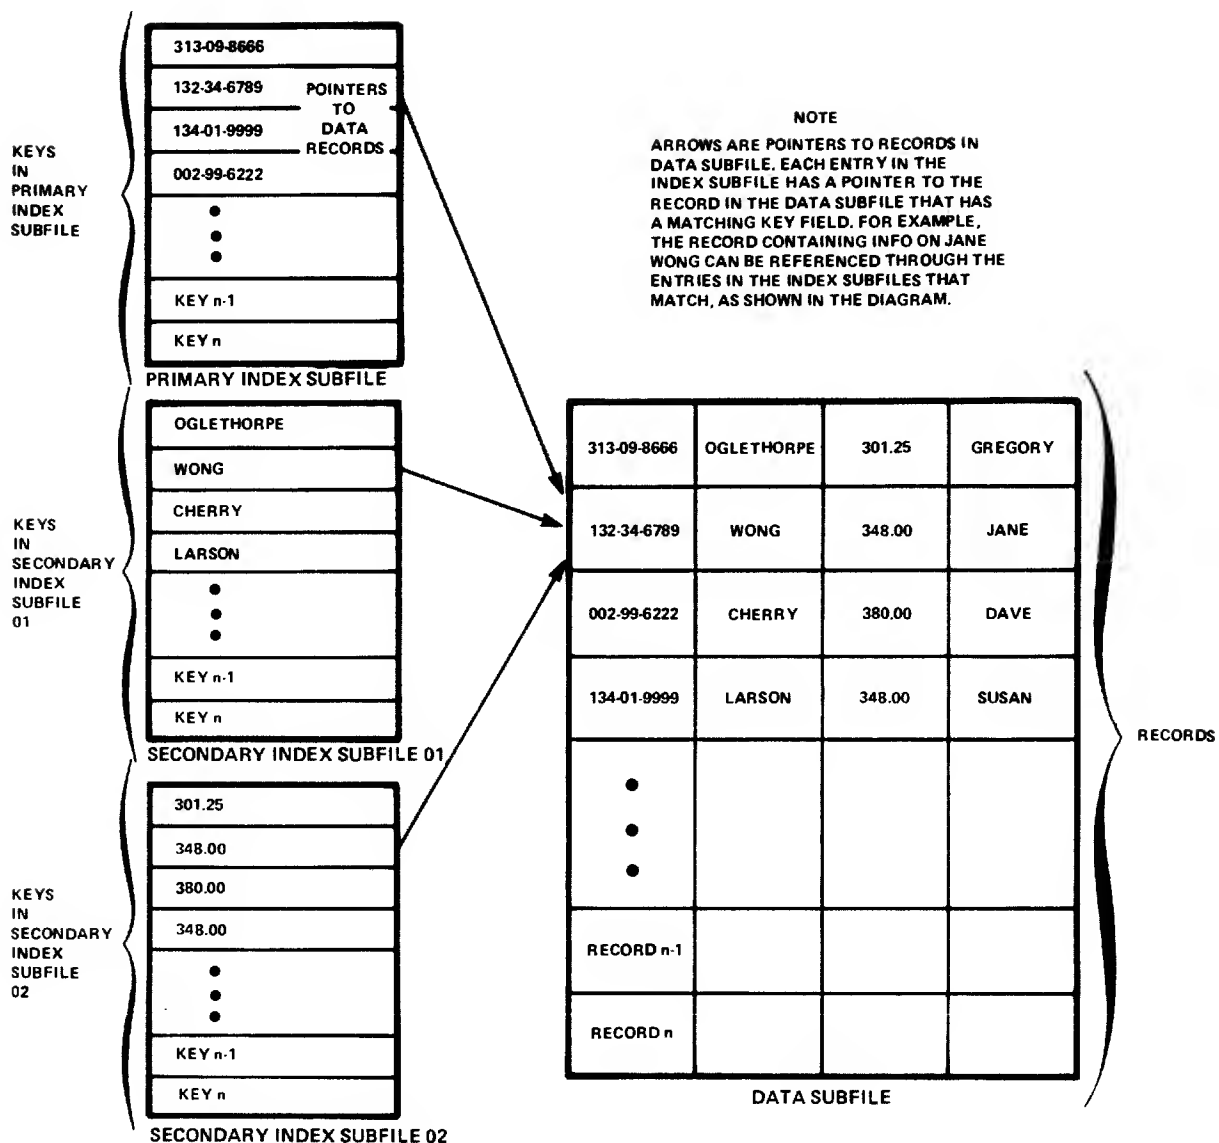 KEYS
IN
PRIMARY
INDEX
SUBFILE
313-09-8666
132-34-6789
134-01-9999
002-99-6222
POINTERS
TO
DATA
RECORDS
KEY n-1
KEY n
PRIMARY INDEX SUBFILE
NOTE
ARROWS ARE POINTERS TO RECORDS IN
DATA SUBFILE. EACH ENTRY IN THE
INDEX SUBFILE HAS A POINTER TO THE
RECORD IN THE DATA SUBFILE THAT HAS
A MATCHING KEY FIELD. FOR EXAMPLE,
THE RECORD CONTAINING INFO ON JANE
WONG CAN BE REFERENCED THROUGH THE
ENTRIES IN THE INDEX SUBFILES THAT
MATCH, AS SHOWN IN THE DIAGRAM.
KEYS
IN
SECONDARY
INDEX
SUBFILE
01
OGLETHORPE
WONG
CHERRY
LARSON
KEY n-1
KEY n
SECONDARY INDEX SUBFILE 01
KEYS
IN
SECONDARY
INDEX
SUBFILE
02
301.25
348.00
380.00
348.00
KEY n-1
KEY n
SECONDARY INDEX SUBFILE 02
313-09-8666 OGLETHORPE 301.25 GREGORY
132-34-6789 WONG 348.00 JANE
002-99-6222 CHERRY 380.00 DAVE
134-01-9999 LARSON 348.00 SUSAN
RECORD n-1
RECORD n
DATA SUBFILE
RECORDS